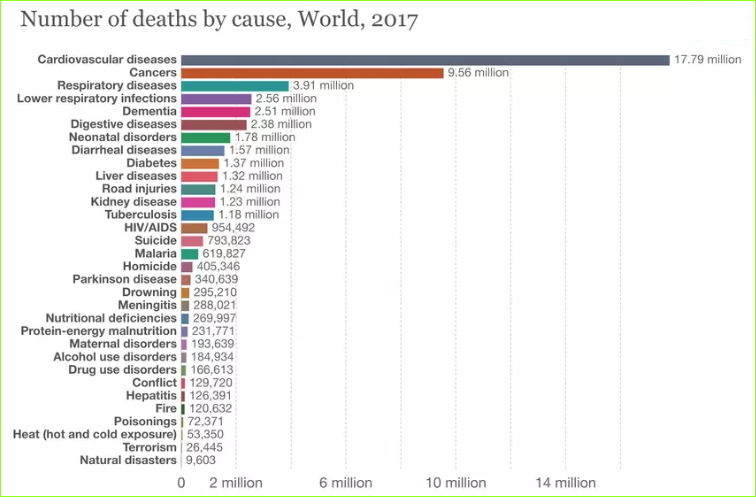 Number of deaths by cause, World, 2017
Cardiovascular diseases 17.79 million
Cancers 9.56 million
Respiratory diseases 3.91 million
Lower respiratory infections 2.56 million
Dementia 2.51 million
Digestive diseases 2.38 million
Neonatal disorders 1.78 million
Diarrheal diseases 1.57 million
Diabetes 1.37 million
Liver diseases 1.32 million
Road injuries 1.24 million
Kidney disease 1.23 million
Tuberculosis 1.18 million
HIV/AIDS 954,492
Suicide 793,823
Malaria 619,827
Homicide 405,346
Parkinson disease 340,639
Drowning 295,210
Meningitis 288,021
Nutritional deficiencies 269,997
Protein-energy malnutrition 231,771
Maternal disorders 193,639
Alcohol use disorders 184,934
Drug use disorders 166,613
Conflict 129,720
Hepatitis 126,391
Fire 120,632
Poisonings 72,371
Heat (hot and cold exposure) 53,350
Terrorism 26,445
Natural disasters 9,603
0 2 million 6 million 10 million 14 million